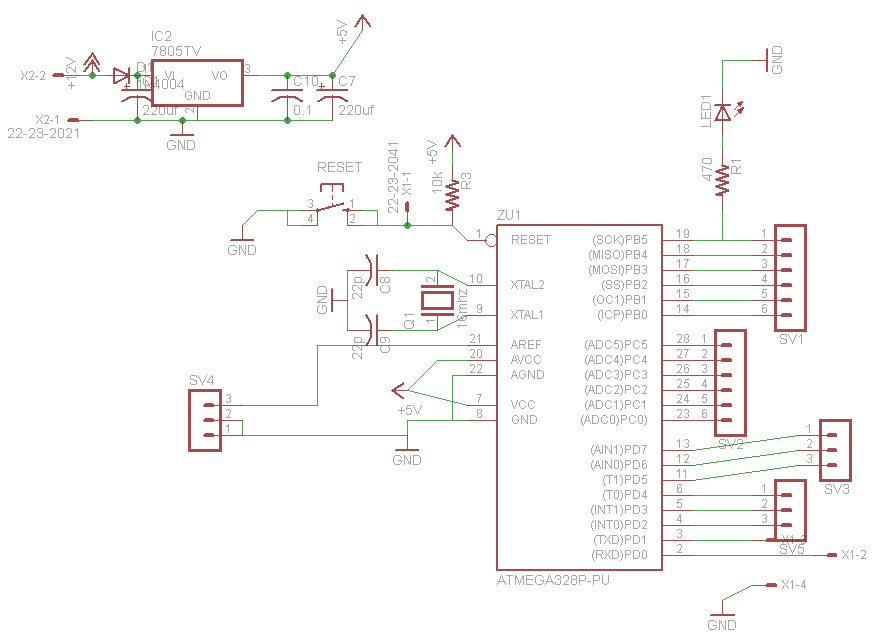 IC2
7805TV
+5V
X2-2
+12V
D1
1N4004
VI
VO
3
GND
2
220uf
C10
0.1
C7
220uf
X2-1
22-23-2021
GND
GND
LED1
470
R1
RESET
3
1
4
2
GND
22-23-2041
X1-1
+5V
10k
R3
ZU1
1
RESET
10
XTAL2
9
XTAL1
21
AREF
20
AVCC
22
AGND
7
VCC
8
GND
GND
22p
C8
22p
C9
2
Q1
1
16mhz
+5V
GND
SV4
3
2
1
(SCK)PB5 19 1
(MISO)PB4 18 2
(MOSI)PB3 17 3
(SS)PB2 16 4
(OC1)PB1 15 5
(ICP)PB0 14 6
SV1
(ADC5)PC5 28 1
(ADC4)PC4 27 2
(ADC3)PC3 26 3
(ADC2)PC2 25 4
(ADC1)PC1 24 5
(ADC0)PC0) 23 6
SV2
(AIN1)PD7 13 1
(AIN0)PD6 12 2
(T1)PD5 11 3
SV3
(T0)PD4 6 1
(INT1)PD3 5 2
(INT0)PD2 4 3
(TXD)PD1 3
X1-3
SV5
(RXD)PD0 2
X1-2
ATMEGA328P-PU
X1-4
GND